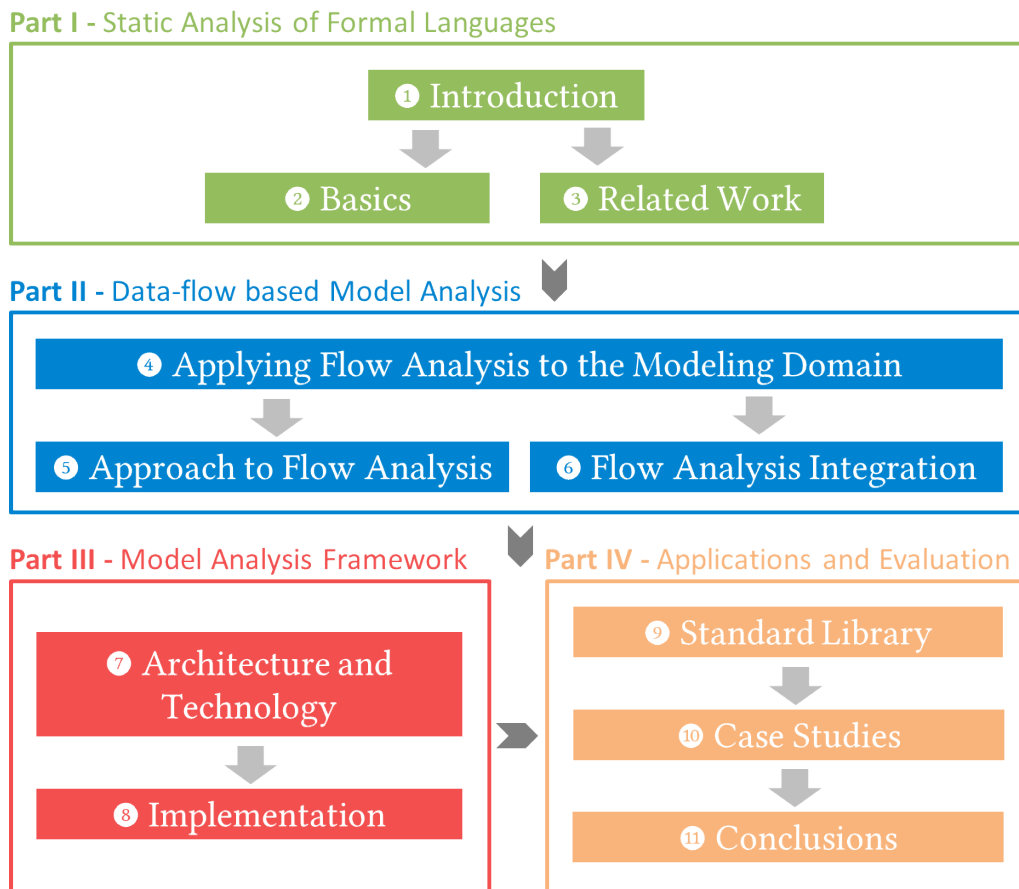 Part I - Static Analysis of Formal Languages
1 Introduction
2 Basics
3 Related Work
Part II - Data-flow based Model Analysis
4 Applying Flow Analysis to the Modeling Domain
5 Approach to Flow Analysis
6 Flow Analysis Integration
Part III - Model Analysis Framework
7 Architecture and
Technology
8 Implementation
Part IV - Applications and Evaluation
9 Standard Library
10 Case Studies
11 Conclusions